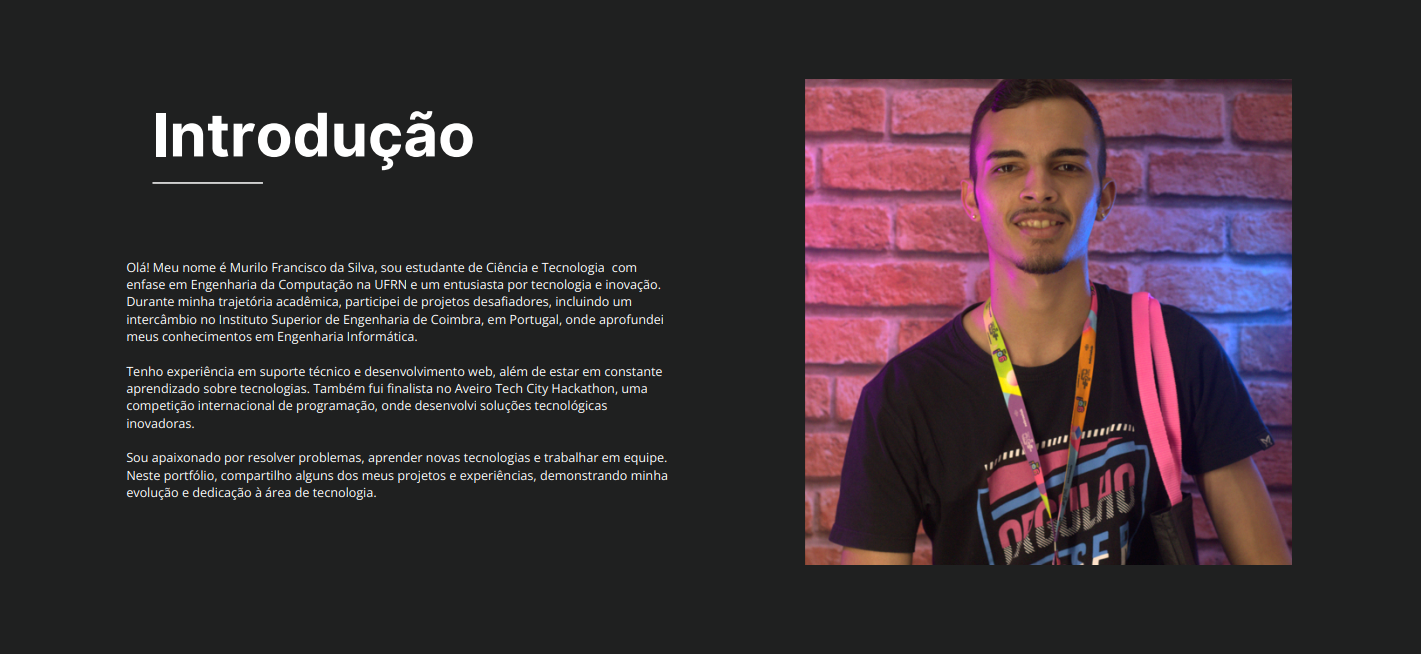 Introdução
Olá! Meu nome é Murilo Francisco da Silva, sou estudante de Ciência e Tecnologia  com
enfase em Engenharia da Computação na UFRN e um entusiasta por tecnologia e inovação.
Durante minha trajetória acadêmica, participei de projetos desafiadores, incluindo um
intercâmbio no Instituto Superior de Engenharia de Coimbra, em Portugal, onde aprofundei
meus conhecimentos em Engenharia Informática.
Tenho experiência em suporte técnico e desenvolvimento web, além de estar em constante
aprendizado sobre tecnologias. Também fui finalista no Aveiro Tech City Hackathon, uma
competição internacional de programação, onde desenvolvi soluções tecnológicas
inovadoras.
Sou apaixonado por resolver problemas, aprender novas tecnologias e trabalhar em equipe.
Neste portfólio, compartilho alguns dos meus projetos e experiências, demonstrando minha
evolução e dedicação à área de tecnologia.
ORGULHO